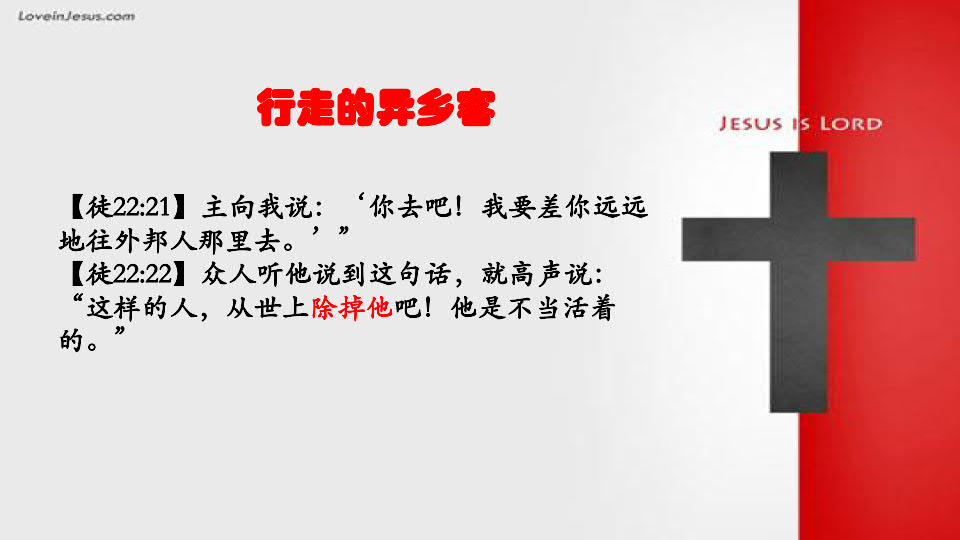 LoveinJesus.com
行走的异乡客
JESUS IS LORD
【徒22:21】主向我说：‘你去吧！我要差你远远
地往外邦人那里去。’”
【徒22:22】众人听他说到这句话，就高声说：
“这样的人，从世上除掉他吧！他是不当活着
的。”